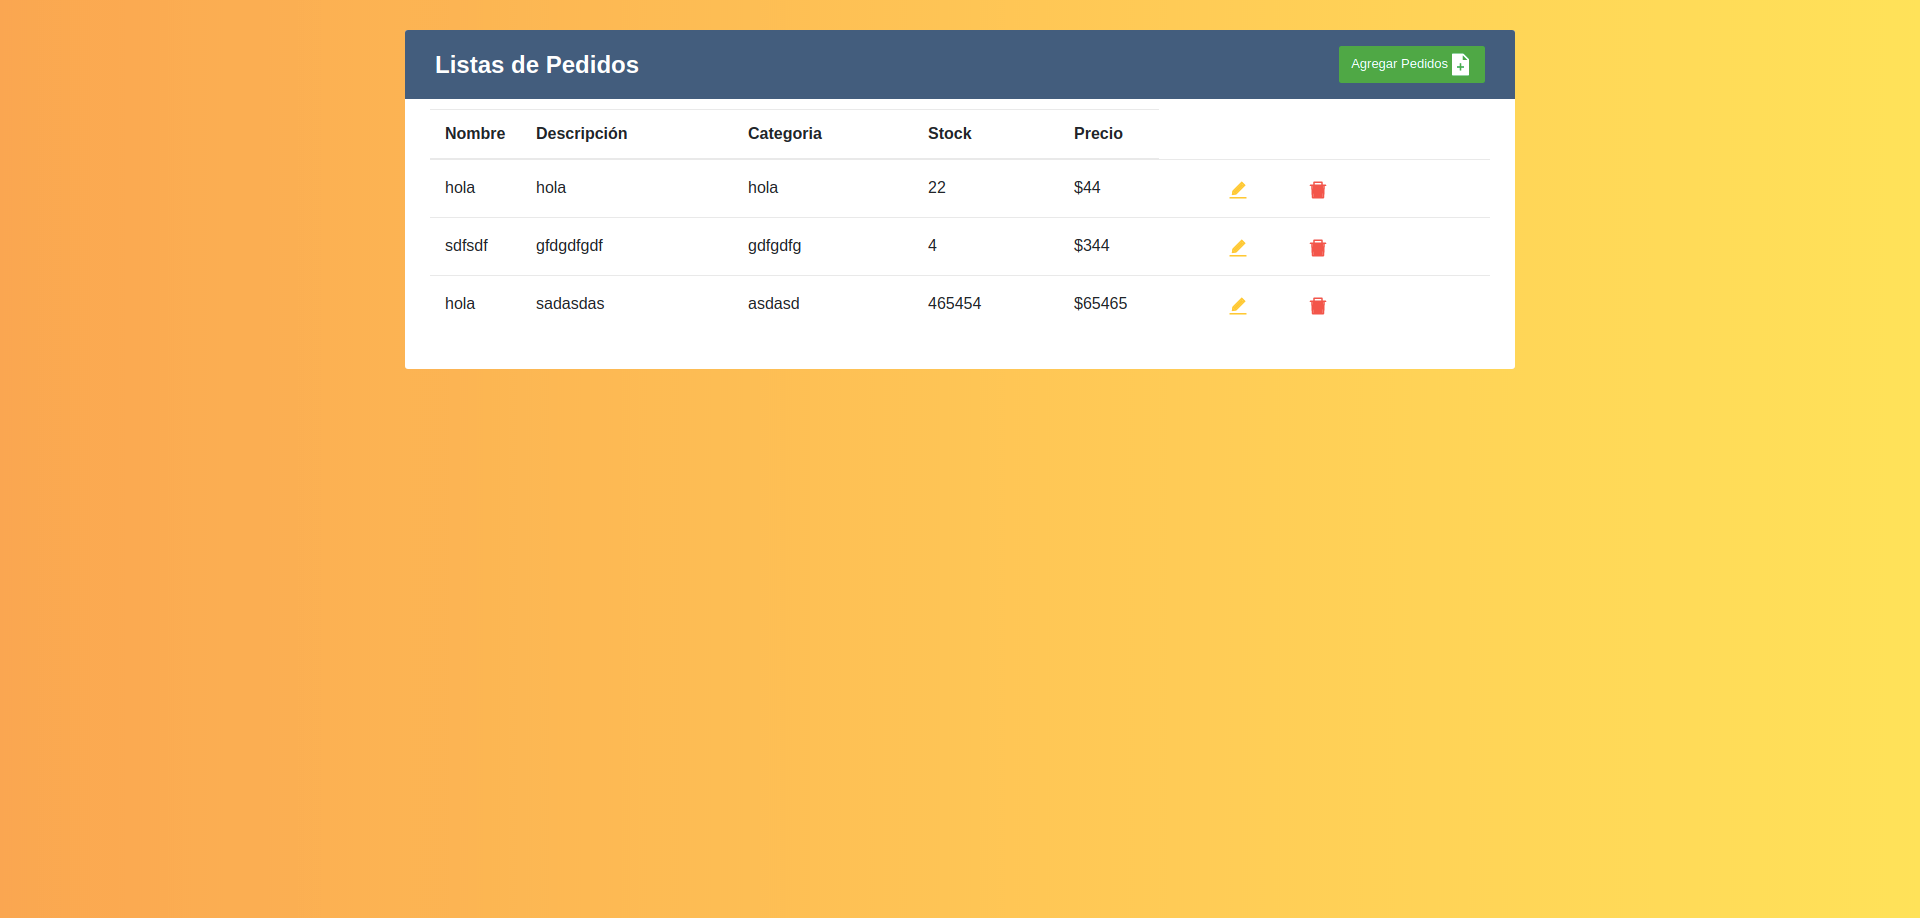 Listas de Pedidos Agregar Pedidos
Nombre Descripción Categoria Stock Precio
hola hola hola 22 $44
sdfsdf gfdgdfgdf gdfgdfg 4 $344
hola sadasdas asdasd 465454 $65465